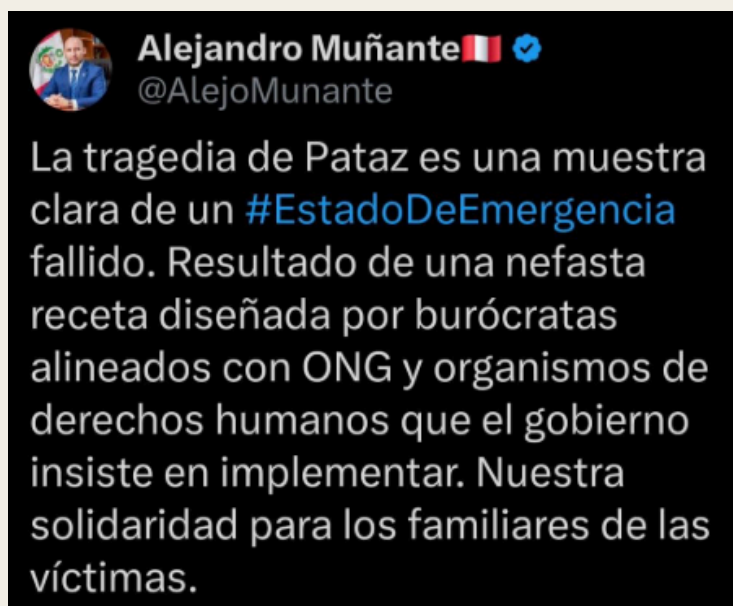 Alejandro Muñante🇵🇪
@AlejoMunante
La tragedia de Pataz es una muestra
clara de un #EstadoDeEmergencia
fallido. Resultado de una nefasta
receta diseñada por burócratas
alineados con ONG y organismos de
derechos humanos que el gobierno
insiste en implementar. Nuestra
solidaridad para los familiares de las
víctimas.